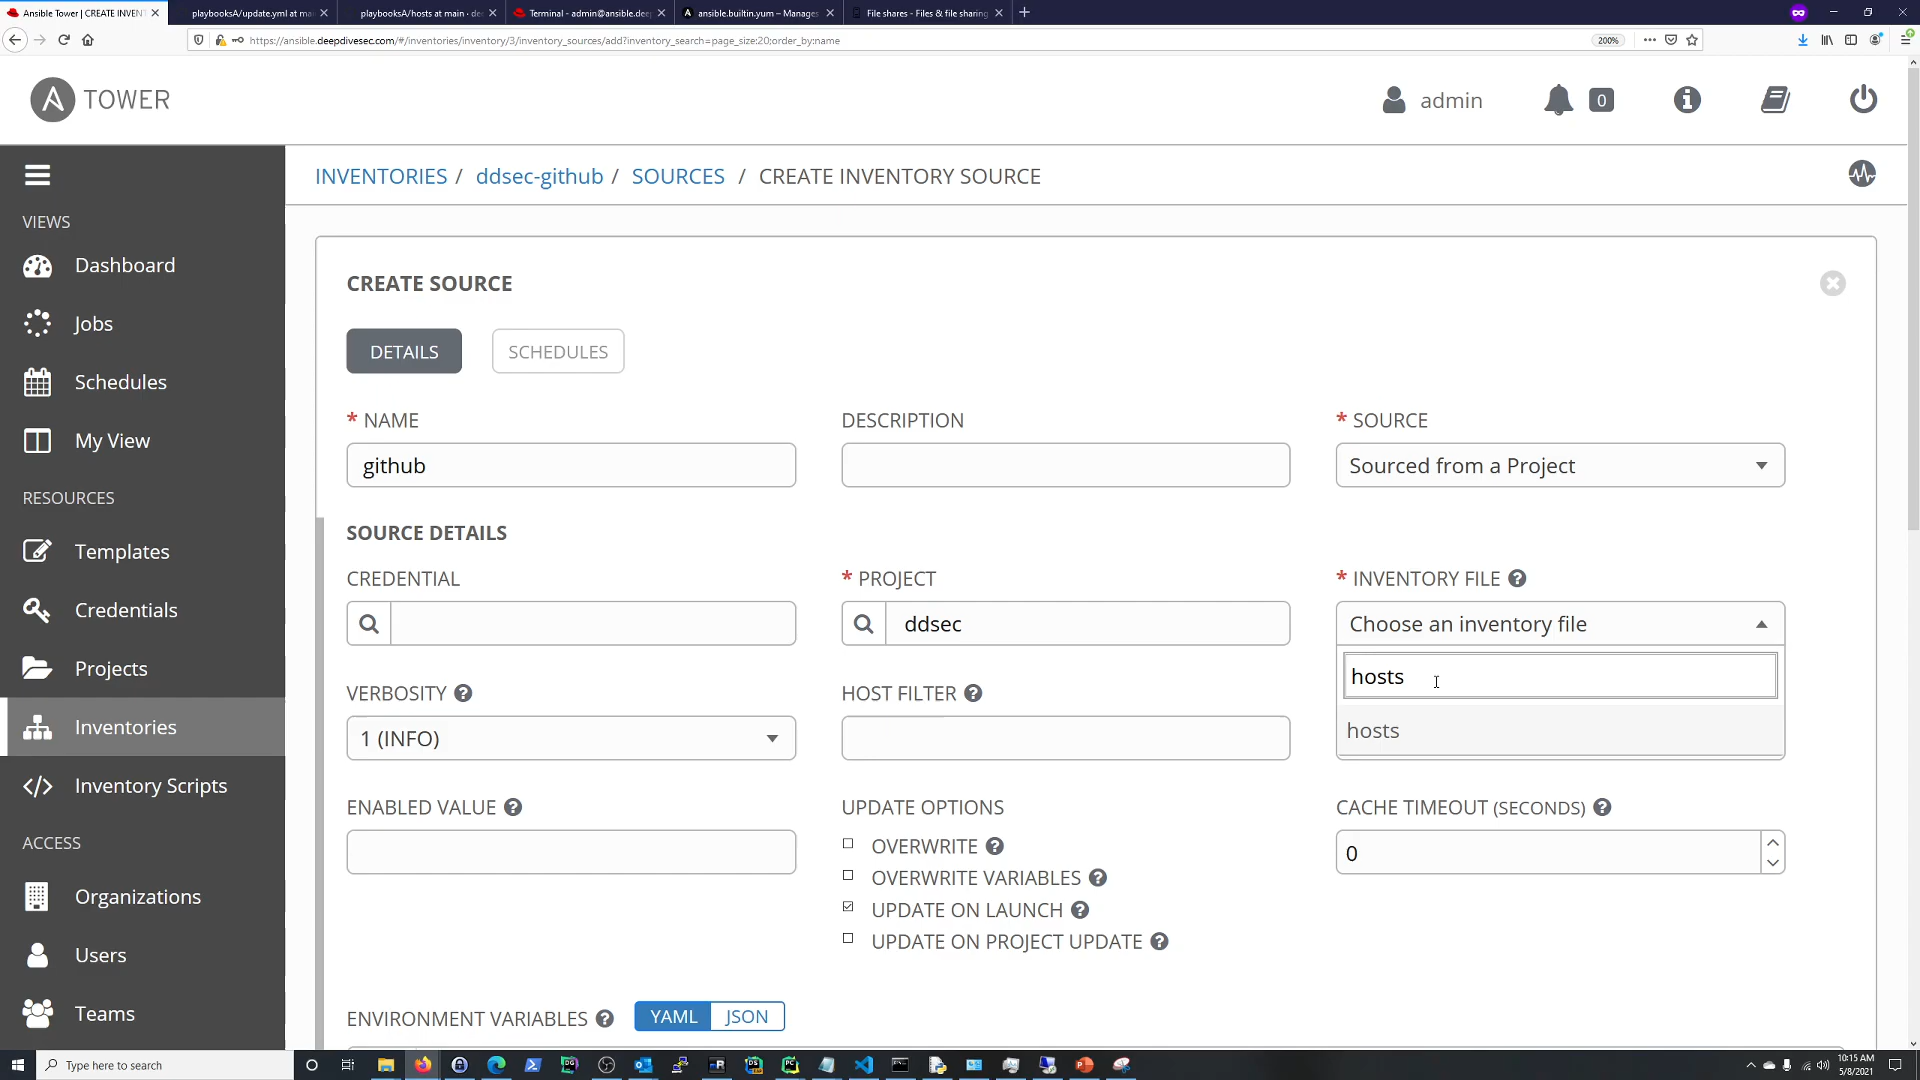 Ansible Tower | CREATE INVENT
playbooksA/update.yml at mai
playbooksA/hosts at main · de
Terminal - admin@ansible.deep
ansible.builtin.yum – Manages
File shares - Files & file sharing
https://ansible.deepdivesec.com/#/inventories/inventory/3/inventory_sources/add?inventory_search=page_size:20;order_by:name
200%
A TOWER
admin
0
VIEWS
Dashboard
Jobs
Schedules
My View
RESOURCES
Templates
Credentials
Projects
Inventories
Inventory Scripts
ACCESS
Organizations
Users
Teams
INVENTORIES / ddsec-github / SOURCES / CREATE INVENTORY SOURCE
CREATE SOURCE
DETAILS
SCHEDULES
* NAME
DESCRIPTION
* SOURCE
github
Sourced from a Project
SOURCE DETAILS
CREDENTIAL
* PROJECT
* INVENTORY FILE
ddsec
Choose an inventory file
hosts
hosts
VERBOSITY
HOST FILTER
1 (INFO)
ENABLED VALUE
UPDATE OPTIONS
CACHE TIMEOUT (SECONDS)
OVERWRITE
0
OVERWRITE VARIABLES
UPDATE ON LAUNCH
UPDATE ON PROJECT UPDATE
ENVIRONMENT VARIABLES
YAML
JSON
Type here to search
10:15 AM
5/8/2021